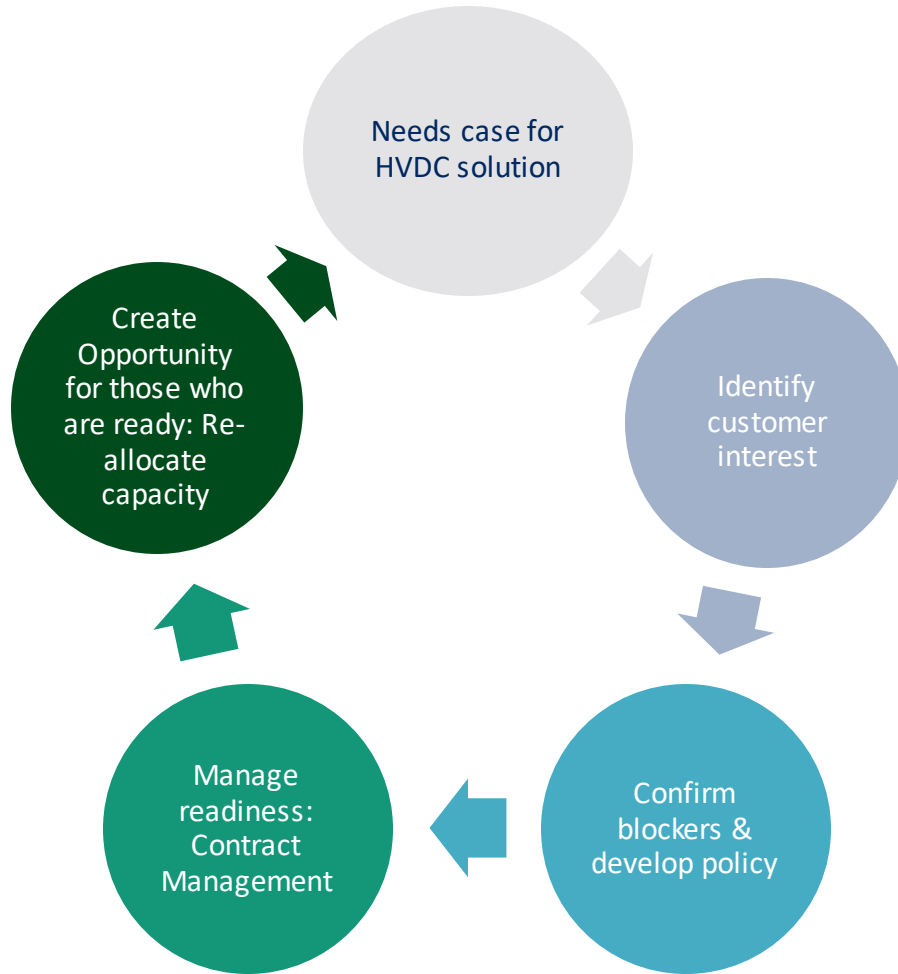 Needs case for
HVDC solution
Identify
customer
interest
Confirm
blockers &
develop policy
Manage
readiness:
Contract
Management
Create
Opportunity
for those who
are ready: Re-
allocate
capacity